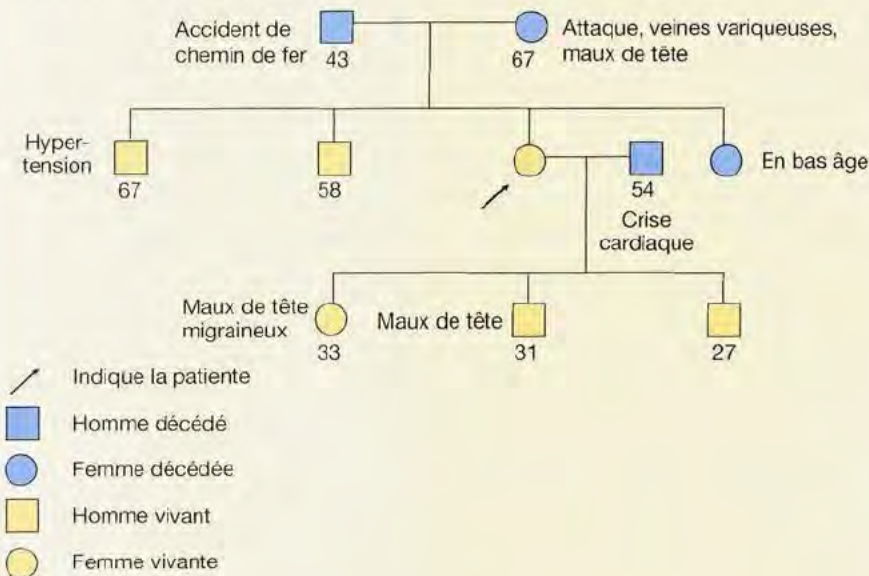 Accident de
chemin de fer
43
67
Attaque, veines variqueuses,
maux de tête
Hyper-
tension
67
58
54
Crise
cardiaque
En bas âge
Maux de tête
migraineux
33
Maux de tête
31
27
Indique la patiente
Homme décédé
Femme décédée
Homme vivant
Femme vivante